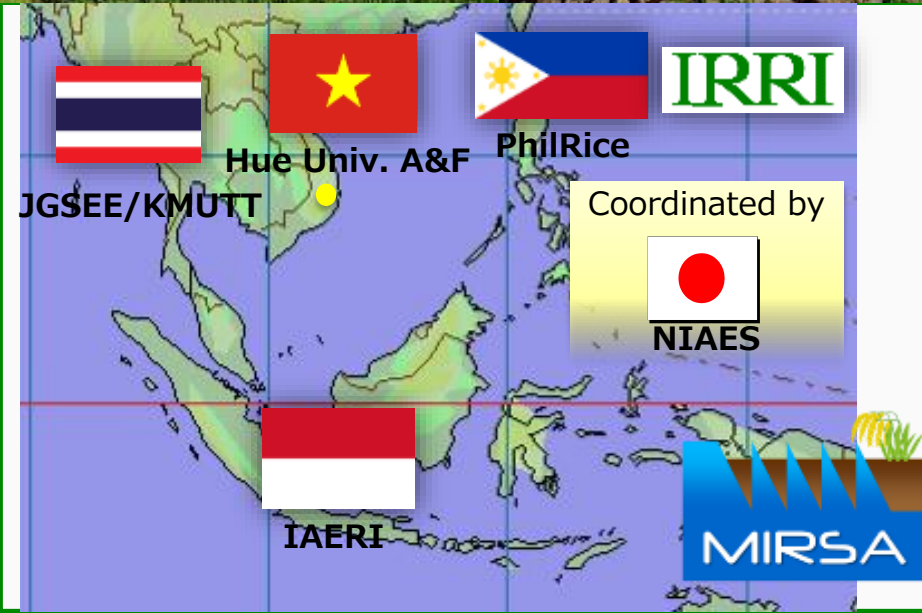 IRRI
Hue Univ. A&F
PhilRice
JGSEE/KMUTT
Coordinated by
NIAES
IAERI
MIRSA